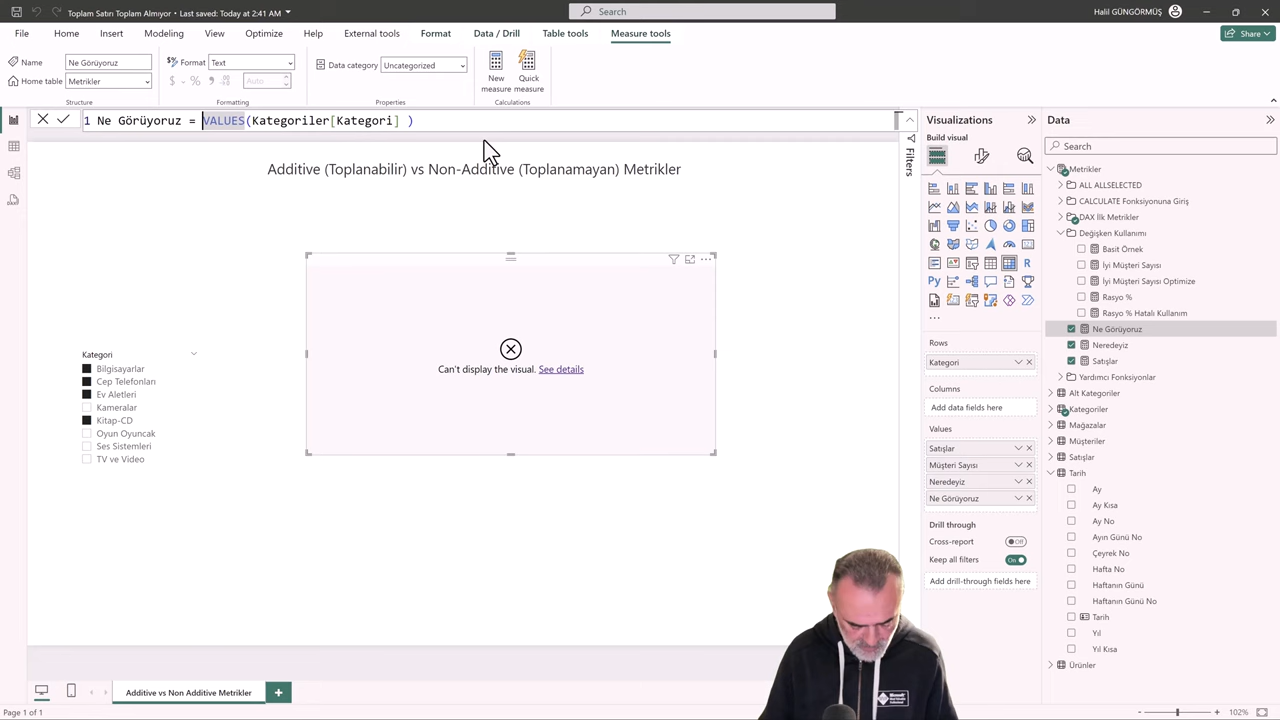 Toplam Satırı Toplam Almıyor • Last saved: Today at 2:41 AM
Search
Halil GÜNGÖRMÜŞ
File
Home
Insert
Modeling
View
Optimize
Help
External tools
Format
Data / Drill
Table tools
Measure tools
Share
Name
Ne Görüyoruz
Format
Text
Data category
Uncategorized
Home table
Metrikler
$
%
Auto
New
measure
Quick
measure
Structure
Formatting
Properties
Calculations
1 Ne Görüyoruz = VALUES(Kategoriler[Kategori] )
Additive (Toplanabilir) vs Non-Additive (Toplanamayan) Metrikler
Can't display the visual. See details
Kategori
Bilgisayarlar
Cep Telefonları
Ev Aletleri
Kameralar
Kitap-CD
Oyun Oyuncak
Ses Sistemleri
TV ve Video
Filters
Visualizations
Build visual
R
Py
123
...
Rows
Kategori
Columns
Add data fields here
Values
Satışlar
Müşteri Sayısı
Neredeyiz
Ne Görüyoruz
Drill through
Cross-report
Off
Keep all filters
On
Add drill-through fields here
Data
Search
Metrikler
ALL ALLSELECTED
CALCULATE Fonksiyonuna Giriş
DAX İlk Metrikler
Değişken Kullanımı
Basit Örnek
İyi Müşteri Sayısı
İyi Müşteri Sayısı Optimize
Rasyo %
Rasyo % Hatalı Kullanım
Ne Görüyoruz
Neredeyiz
Satışlar
Yardımcı Fonksiyonlar
Alt Kategoriler
Kategoriler
Mağazalar
Müşteriler
Satışlar
Tarih
Ay
Ay Kısa
Ay No
Ayın Günü No
Çeyrek No
Hafta No
Haftanın Günü
Haftanın Günü No
Tarih
Yıl
Yıl Kısa
Ürünler
Additive vs Non Additive Metrikler
Page 1 of 1
102%